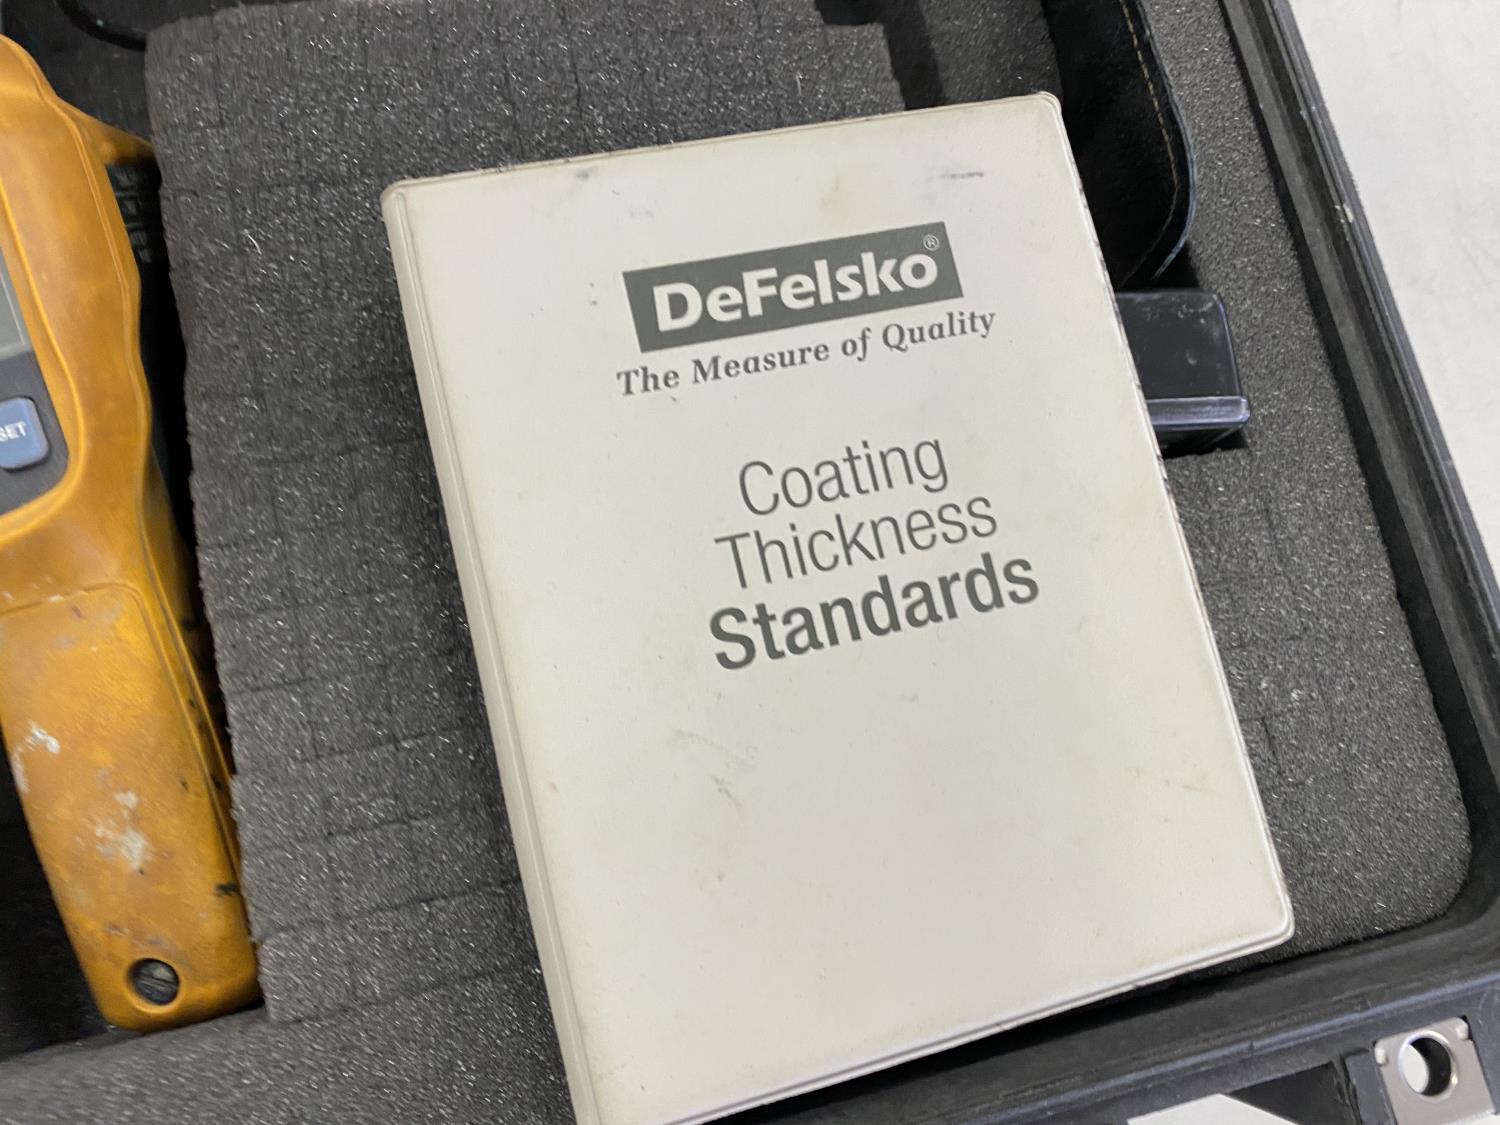 DeFelsko®
The Measure of Quality
Coating
Thickness
Standards
SET